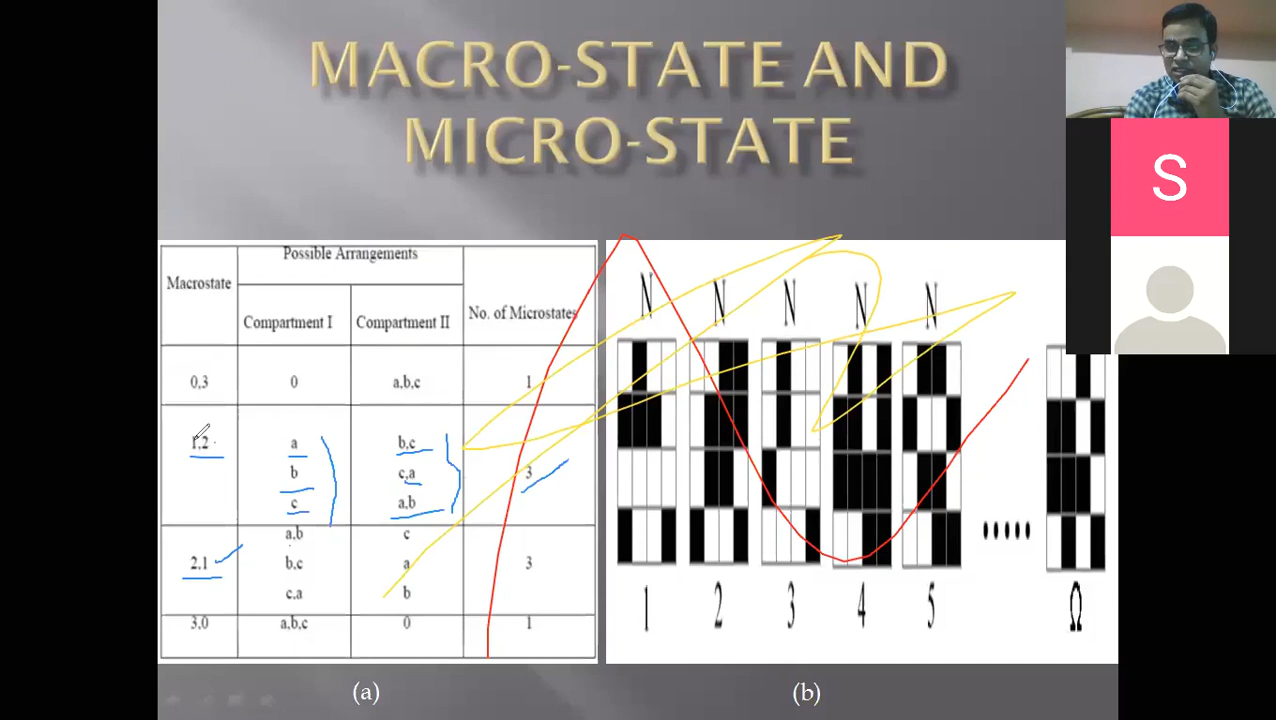 MACRO-STATE AND
MICRO-STATE
S
Macrostate
Possible Arrangements
No. of Microstates
Compartment I
Compartment II
0,3
0
a,b,c
1
1,2
a
b,c
b
c,a
3
c
a,b
a,b
c
2,1
b,c
a
3
c,a
b
3,0
a,b,c
0
1
N
N
N
N
N
1
2
3
4
5
.....
Ω
(a)
(b)